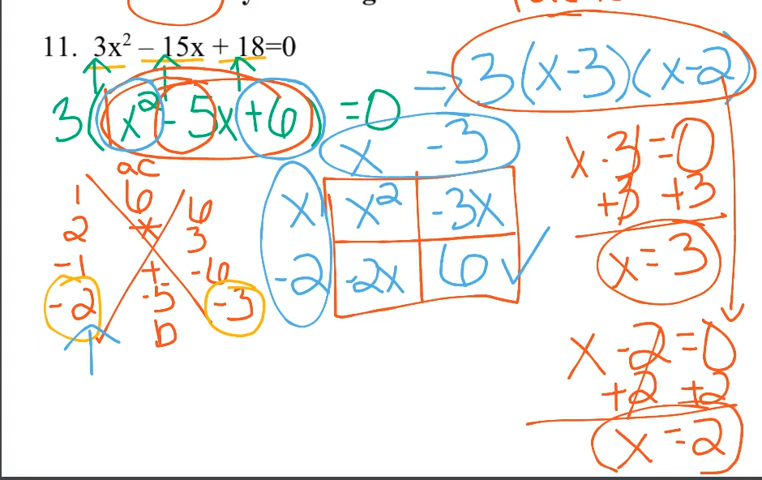 11. 3x² – 15x + 18=0
3(x² - 5x + 6) = 0
=> 3(x-3)(x-2)
ac
6
*
+
-5
b
1 6
2 3
-1 -6
-2 -3
x -3
x x² -3x
-2 -2x 6 ✓
x - 3 = 0
+3 +3
x = 3
x - 2 = 0
+2 +2
x = 2